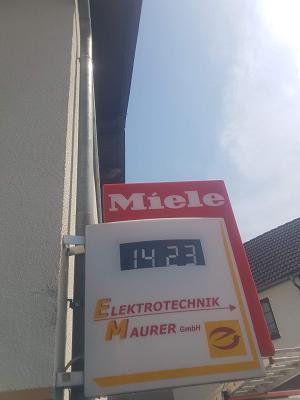 Miele
14 23
ELEKTROTECHNIK
MAURER GmbH